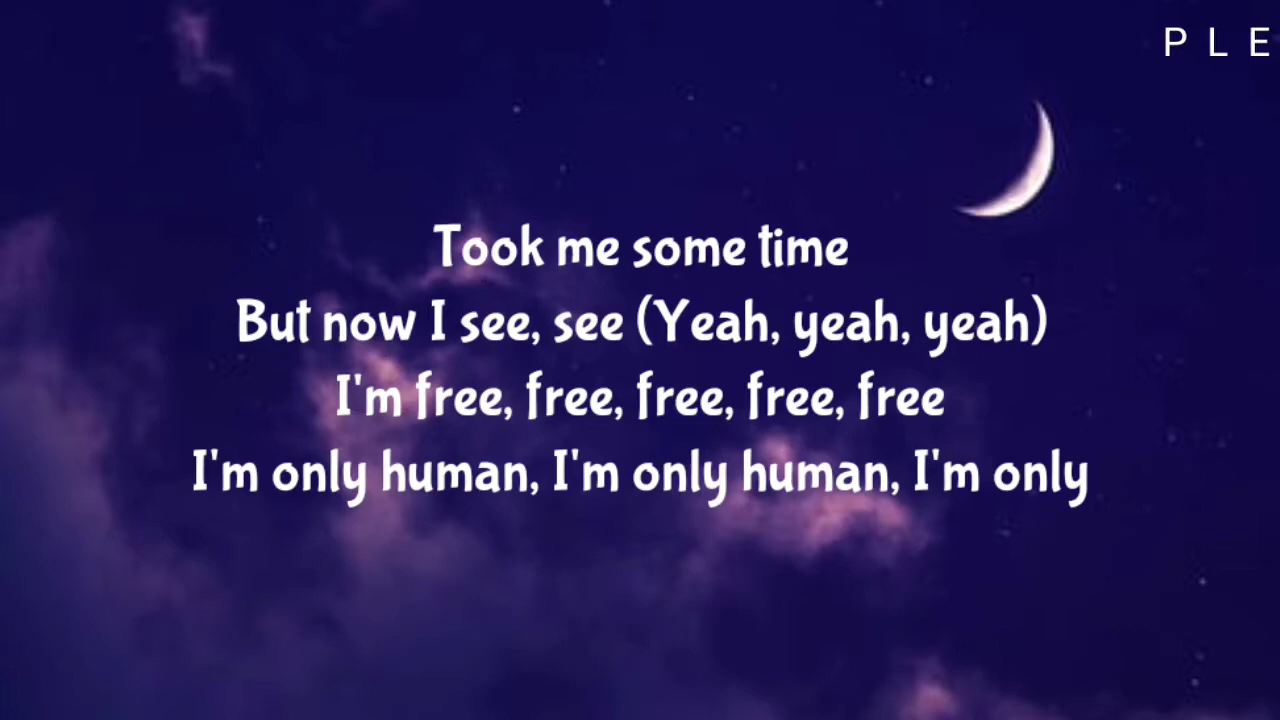 P L E
Took me some time
But now I see, see (Yeah, yeah, yeah)
I'm free, free, free, free, free
I'm only human, I'm only human, I'm only